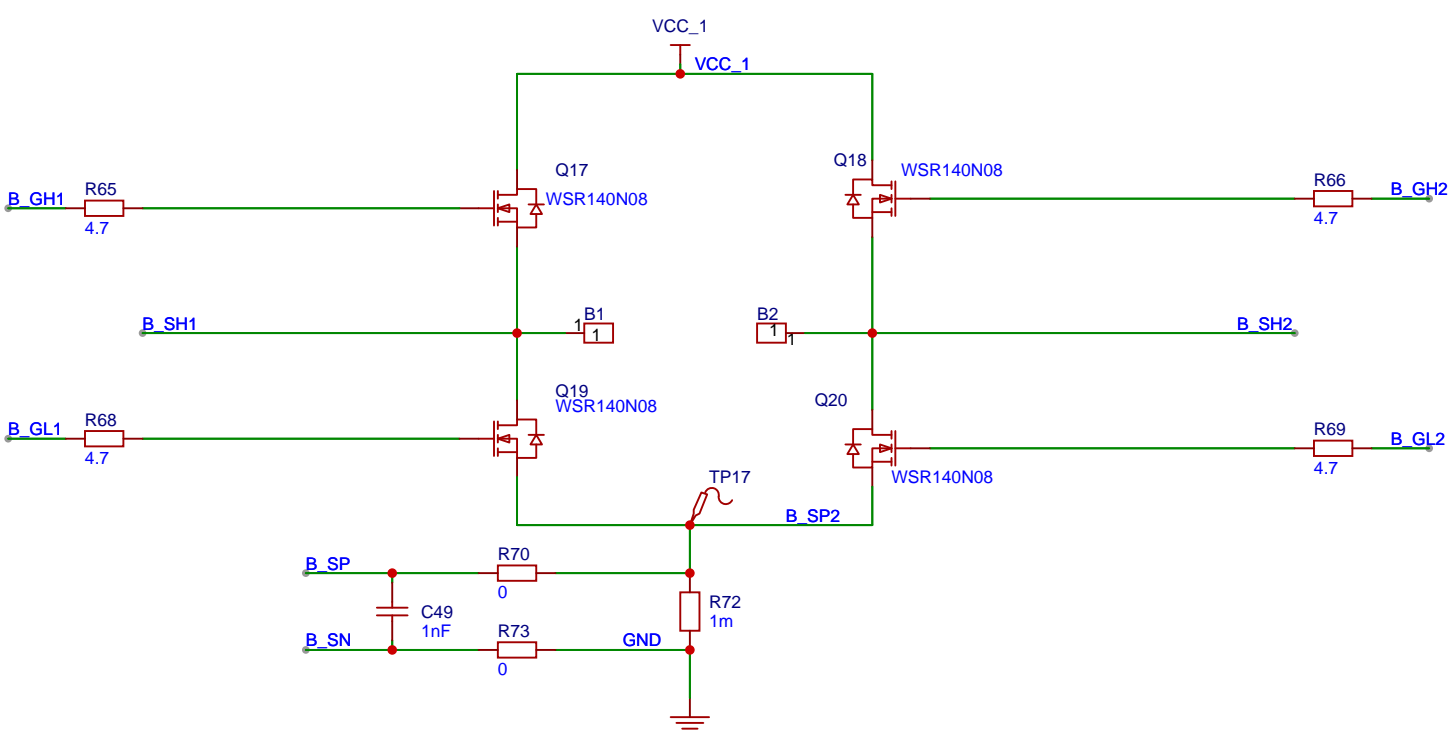 VCC_1
VCC_1
Q17
WSR140N08
Q18
WSR140N08
B_GH1
R65
4.7
R66
4.7
B_GH2
B_SH1
B1
1
1
B2
1
1
B_SH2
Q19
WSR140N08
Q20
WSR140N08
B_GL1
R68
4.7
R69
4.7
B_GL2
TP17
B_SP2
B_SP
R70
0
C49
1nF
R72
1m
B_SN
R73
0
GND